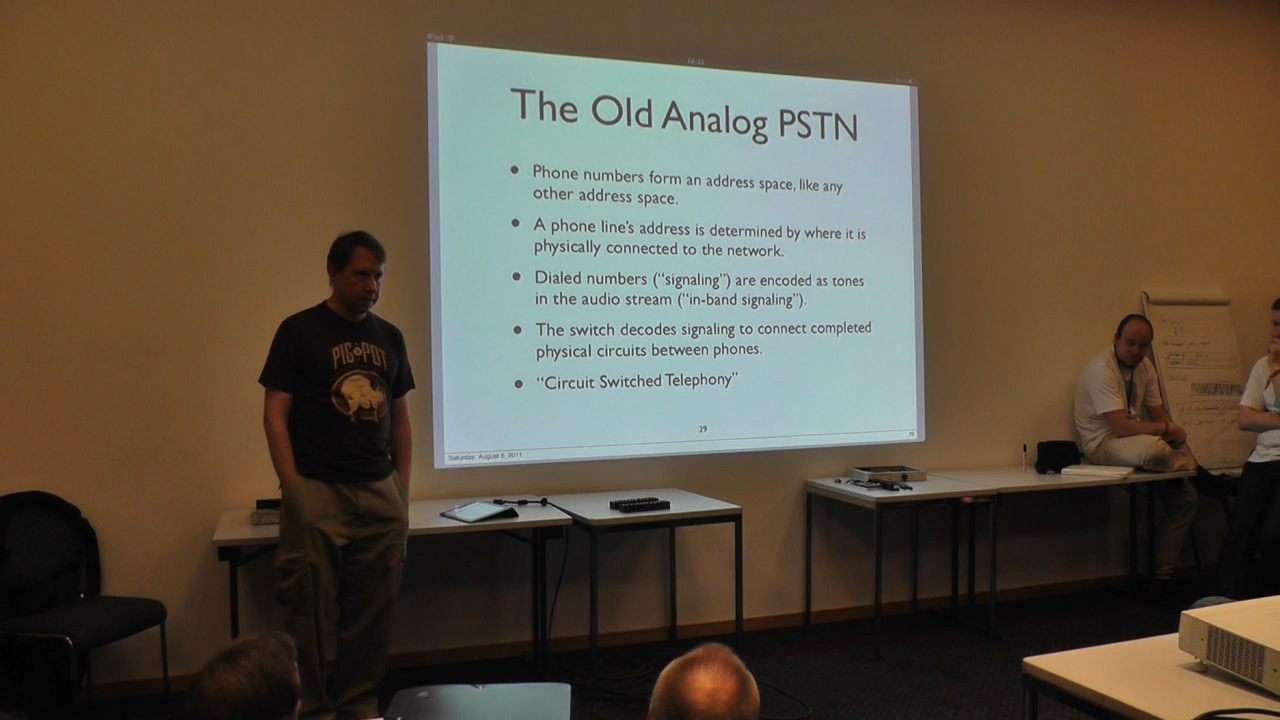 iPad
16:32
The Old Analog PSTN
• Phone numbers form an address space, like any
other address space.
• A phone line's address is determined by where it is
physically connected to the network.
• Dialed numbers ("signaling") are encoded as tones
in the audio stream ("in-band signaling").
• The switch decodes signaling to connect completed
physical circuits between phones.
• "Circuit Switched Telephony"
29
Saturday, August 6, 2011
PIG POT